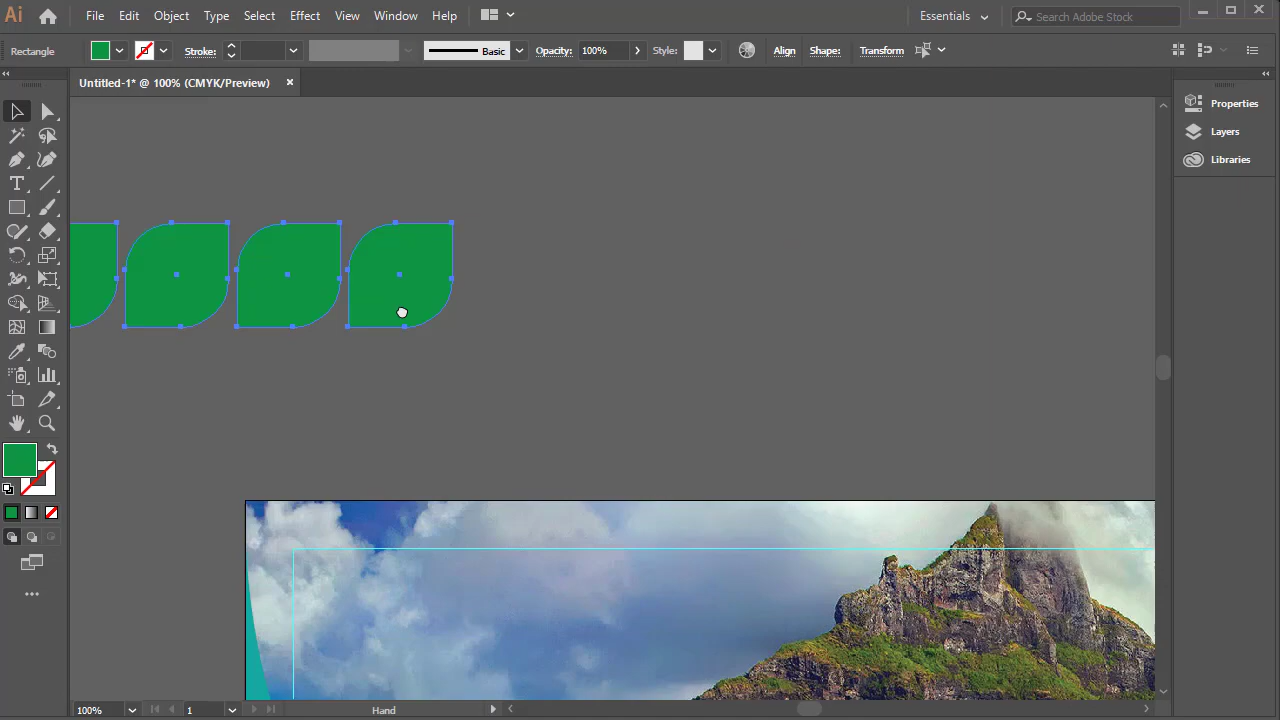 Ai File Edit Object Type Select Effect View Window Help Essentials Search Adobe Stock
Rectangle Stroke: Basic Opacity: 100% Style: Align Shape: Transform
Untitled-1* @ 100% (CMYK/Preview)
Properties
Layers
Libraries
100% 1 Hand